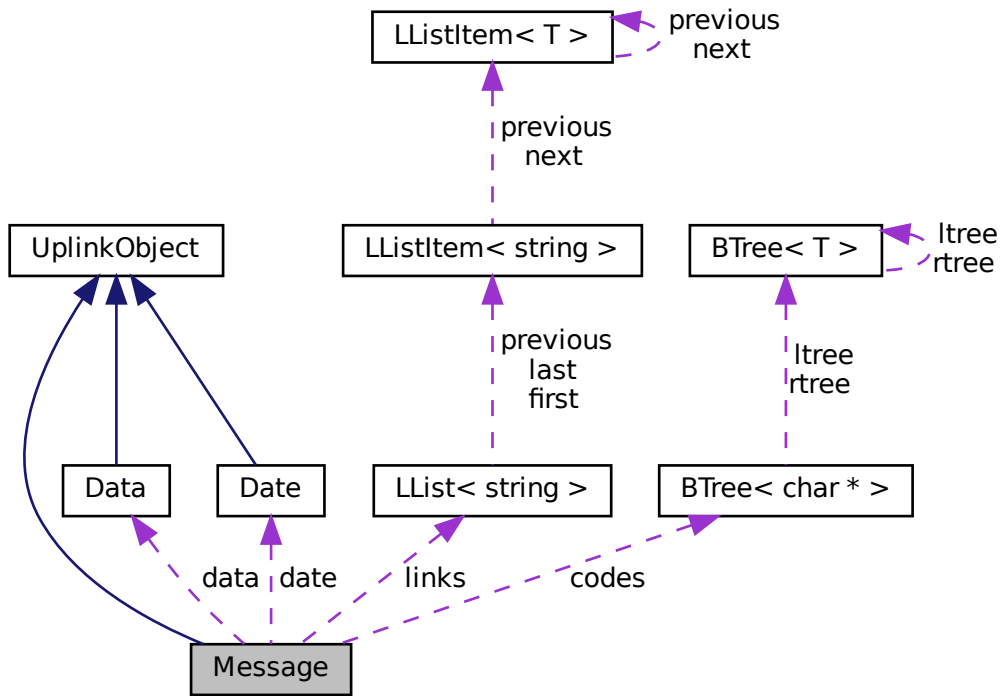 LListItem< T >
previous
next
previous
next
UplinkObject
LListItem< string >
BTree< T >
ltree
rtree
previous
last
first
ltree
rtree
Data
Date
LList< string >
BTree< char * >
data
date
links
codes
Message